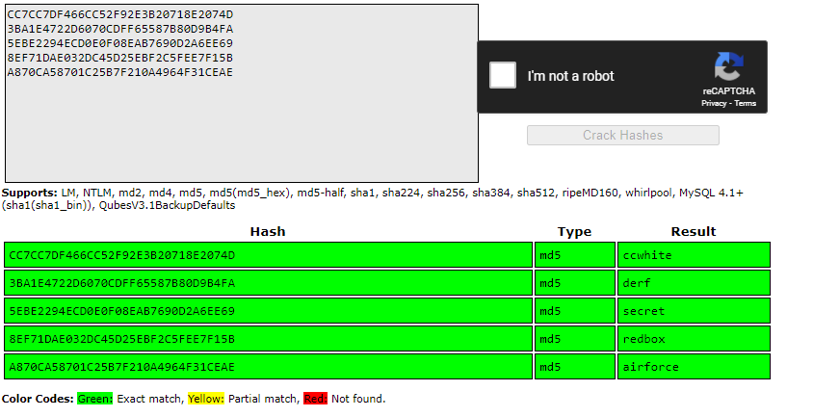 CC7CC7DF466CC52F92E3B20718E2074D
3BA1E4722D6070CDFF65587B80D9B4FA
5EBE2294ECD0E0F08EAB7690D2A6EE69
8EF71DAE032DC45D25EBF2C5FEE7F15B
A870CA58701C25B7F210A4964F31CEAE
I'm not a robot
reCAPTCHA
Privacy - Terms
Crack Hashes
Supports: LM, NTLM, md2, md4, md5, md5(md5_hex), md5-half, sha1, sha224, sha256, sha384, sha512, ripeMD160, whirlpool, MySQL 4.1+
(sha1(sha1_bin)), QubesV3.1BackupDefaults
Hash Type Result
CC7CC7DF466CC52F92E3B20718E2074D md5 ccwhite
3BA1E4722D6070CDFF65587B80D9B4FA md5 derf
5EBE2294ECD0E0F08EAB7690D2A6EE69 md5 secret
8EF71DAE032DC45D25EBF2C5FEE7F15B md5 redbox
A870CA58701C25B7F210A4964F31CEAE md5 airforce
Color Codes: Green: Exact match, Yellow: Partial match, Red: Not found.